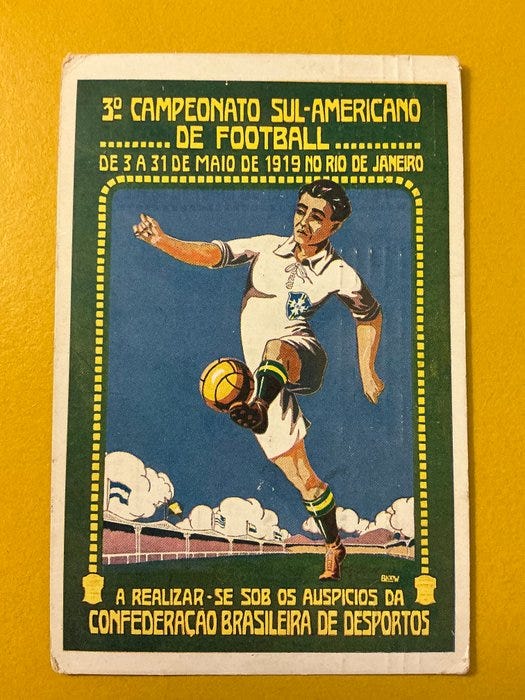 3º CAMPEONATO SUL-AMERICANO
DE FOOTBALL
DE 3 A 31 DE MAIO DE 1919 NO RIO DE JANEIRO
A REALIZAR-SE SOB OS AUSPICIOS DA
CONFEDERAÇAO BRASILEIRA DE DESPORTOS